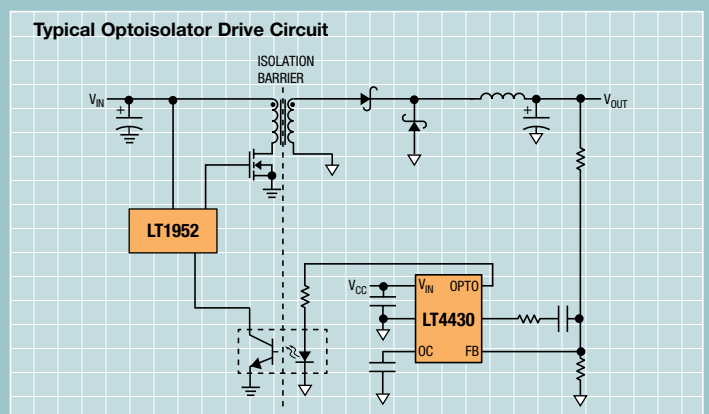 Typical Optoisolator Drive Circuit
ISOLATION
BARRIER
VIN
+
+
VOUT
LT1952
VCC
VIN OPTO
LT4430
OC FB